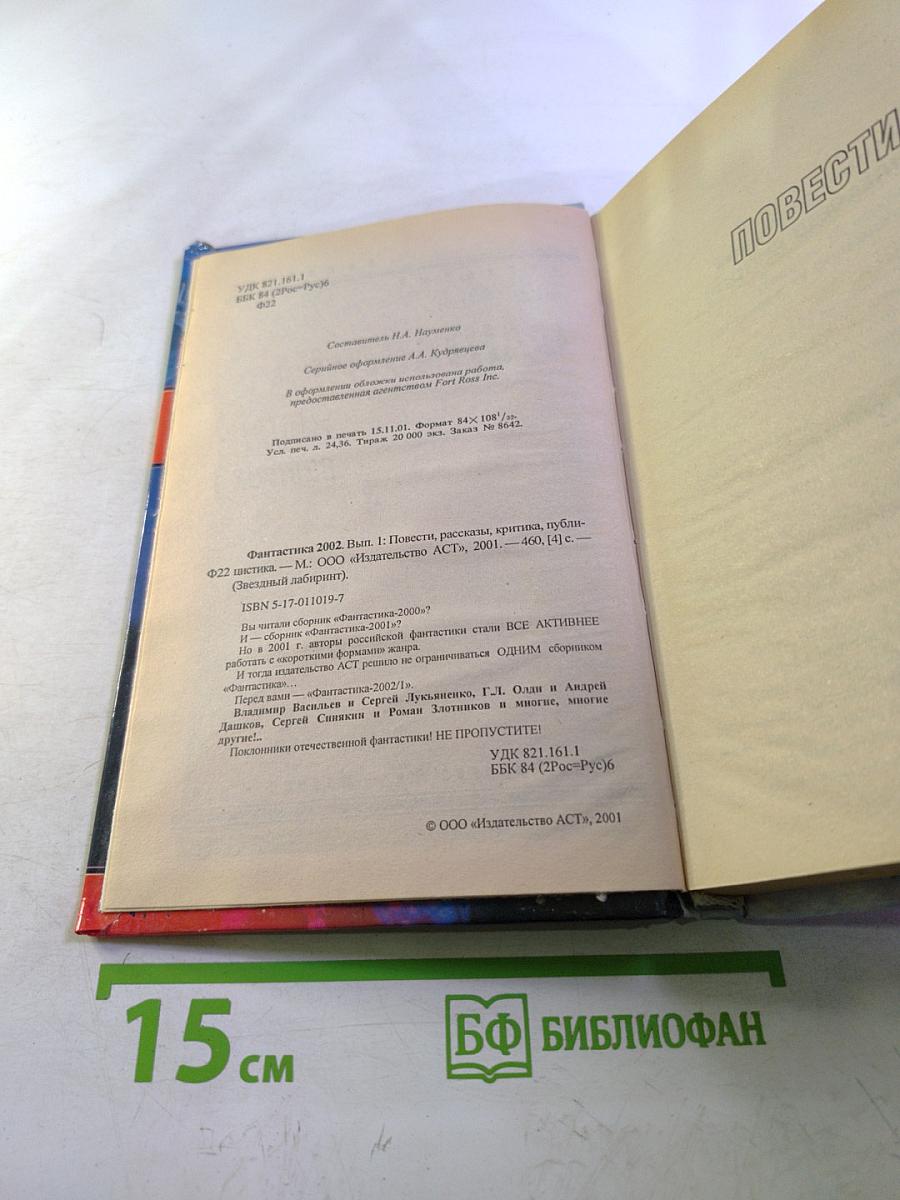 УДК 821.161.1
ББК 84 (2Рос=Рус)6
Ф22
Составитель Н.А. Науменко
Серийное оформление А.А. Кудрявцева
В оформлении обложки использована работа,
предоставленная агентством Fort Ross Inc.
Подписано в печать 15.11.01. Формат 84×108¹/₃₂.
Усл. печ. л. 24,36. Тираж 20 000 экз. Заказ № 8642.
Фантастика 2002. Вып. 1: Повести, рассказы, критика, публи-
Ф22 цистика. — М.: ООО «Издательство АСТ», 2001. — 460, [4] с. —
(Звездный лабиринт).
ISBN 5-17-011019-7
Вы читали сборник «Фантастика-2000»?
И — сборник «Фантастика-2001»?
Но в 2001 г. авторы российской фантастики стали ВСЕ АКТИВНЕЕ
работать с «короткими формами» жанра.
И тогда издательство АСТ решило не ограничиваться ОДНИМ сборником
«Фантастика»...
Перед вами — «Фантастика-2002/1».
Владимир Васильев и Сергей Лукьяненко, Г.Л. Олди и Андрей
Дашков, Сергей Синякин и Роман Злотников и многие, многие
другие!..
Поклонники отечественной фантастики! НЕ ПРОПУСТИТЕ!
УДК 821.161.1
ББК 84 (2Рос=Рус)6
© ООО «Издательство АСТ», 2001
ПОВЕСТИ
15 см
БФ БИБЛИОФАН